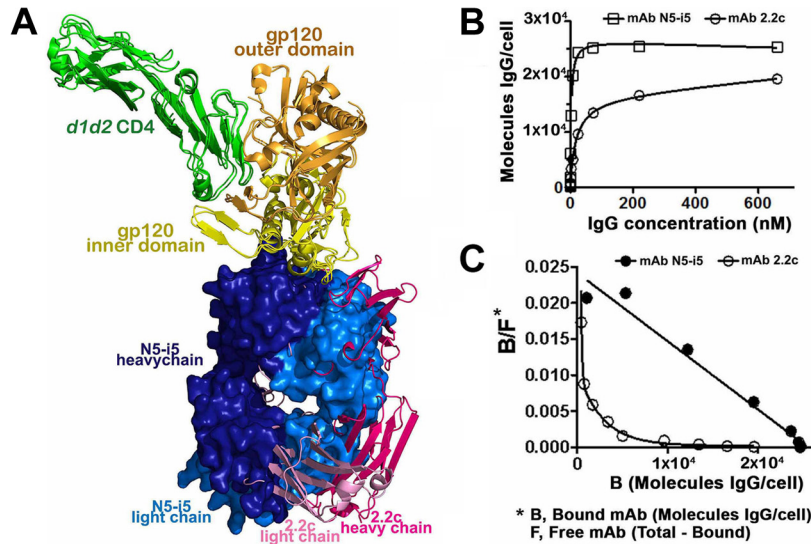 A
gp120
outer domain
d1d2 CD4
gp120
inner domain
N5-i5
heavychain
N5-i5
light chain
2.2c
light chain
2.2c
heavy chain
B
mAb N5-i5
mAb 2.2c
Molecules IgG/cell
3x10⁴
2x10⁴
1x10⁴
0
0
200
400
600
800
IgG concentration (nM)
C
mAb N5-i5
mAb 2.2c
B/F*
0.025
0.020
0.015
0.010
0.005
0.000
0
1x10⁴
2x10⁴
B (Molecules IgG/cell)
* B, Bound mAb (Molecules IgG/cell)
F, Free mAb (Total - Bound)